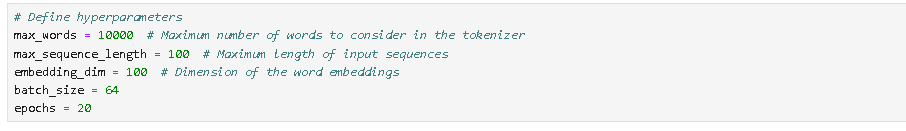 # Define hyperparameters
max_words = 10000  # Maximum number of words to consider in the tokenizer
max_sequence_length = 100  # Maximum length of input sequences
embedding_dim = 100  # Dimension of the word embeddings
batch_size = 64
epochs = 20